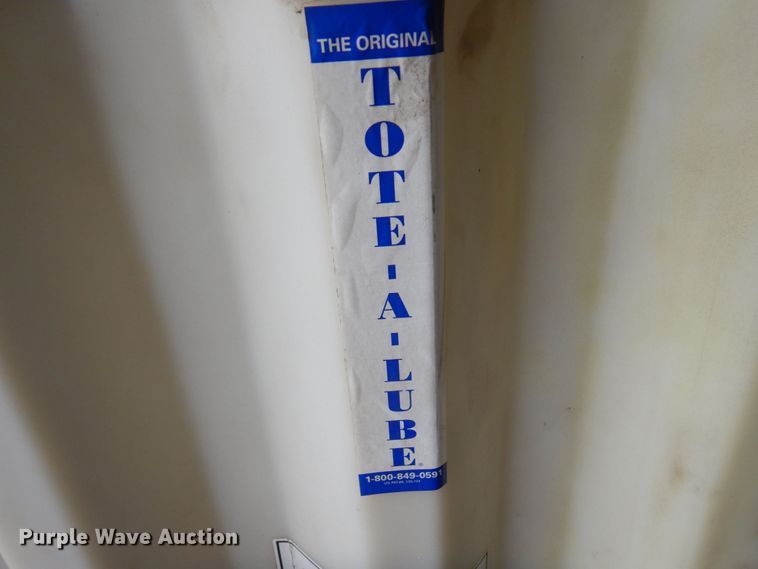 THE ORIGINAL
TOTE-A-LUBE®
1-800-849-0591
Purple Wave Auction®